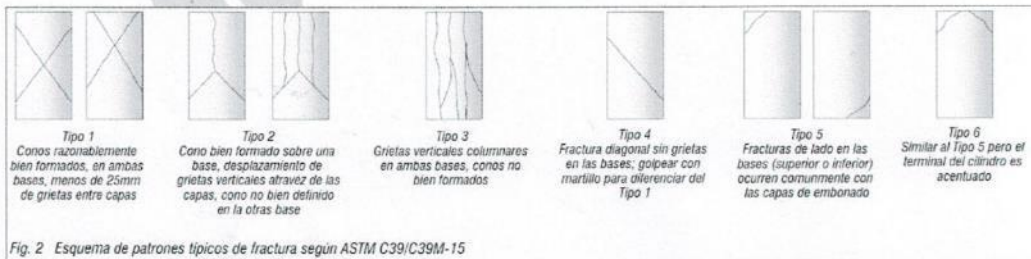 Tipo 1
Conos razonablemente
bien formados, en ambas
bases, menos de 25mm
de grietas entre capas
Tipo 2
Cono bien formado sobre una
base, desplazamiento de
grietas verticales atravez de las
capas, cono no bien definido
en la otras base
Tipo 3
Grietas verticales columnares
en ambas bases, conos no
bien formados
Tipo 4
Fractura diagonal sin grietas
en las bases; golpear con
martillo para diferenciar del
Tipo 1
Tipo 5
Fracturas de lado en las
bases (superior o inferior)
ocurren comunmente con
las capas de embonado
Tipo 6
Similar al Tipo 5 pero el
terminal del cilindro es
acentuado
Fig. 2 Esquema de patrones típicos de fractura según ASTM C39/C39M-15